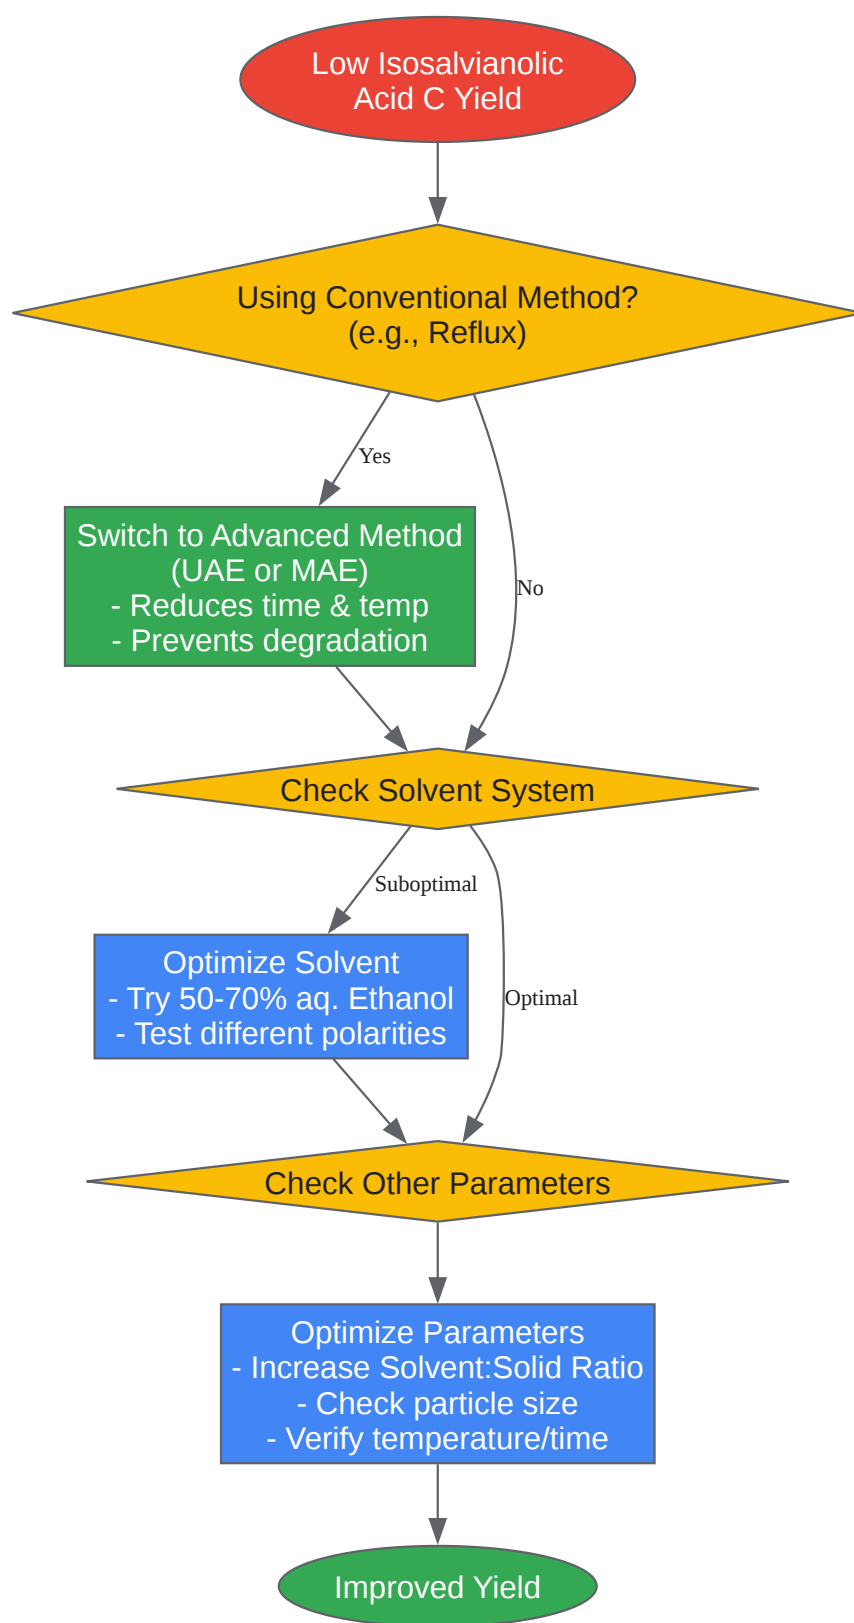 Low Isosalvianolic
Acid C Yield
Using Conventional Method?
(e.g., Reflux)
Yes
Switch to Advanced Method
(UAE or MAE)
- Reduces time & temp
- Prevents degradation
No
Check Solvent System
Suboptimal
Optimize Solvent
- Try 50-70% aq. Ethanol
- Test different polarities
Optimal
Check Other Parameters
Optimize Parameters
- Increase Solvent:Solid Ratio
- Check particle size
- Verify temperature/time
Improved Yield